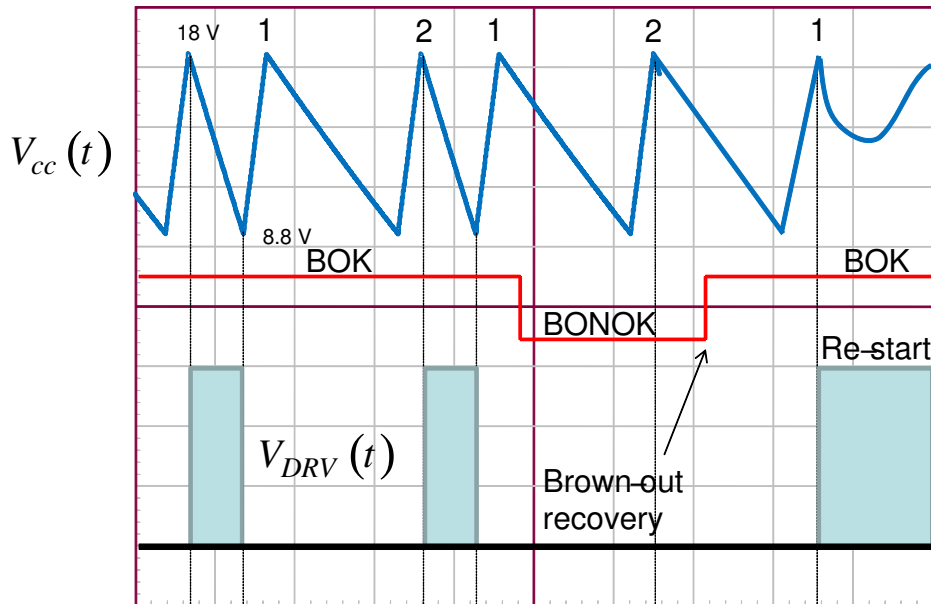 18 V 1 2 1 2 1
Vcc (t)
8.8 V
BOK BOK
BONOK
Re-start
VDRV (t)
Brown-out
recovery